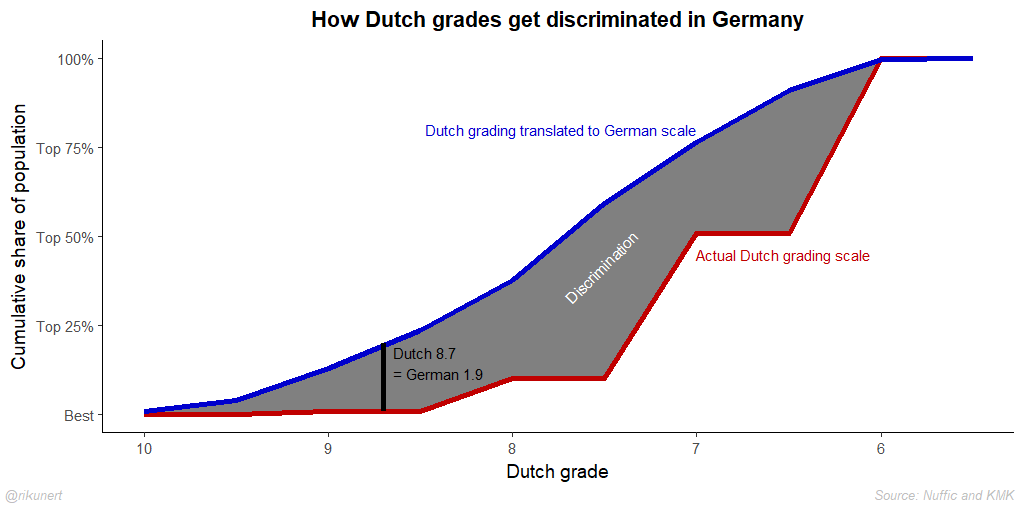 How Dutch grades get discriminated in Germany
Cumulative share of population
100%
Top 75%
Top 50%
Top 25%
Best
Dutch grading translated to German scale
Discrimination
Actual Dutch grading scale
Dutch 8.7
= German 1.9
10 9 8 7 6
Dutch grade
@rikunert
Source: Nuffic and KMK